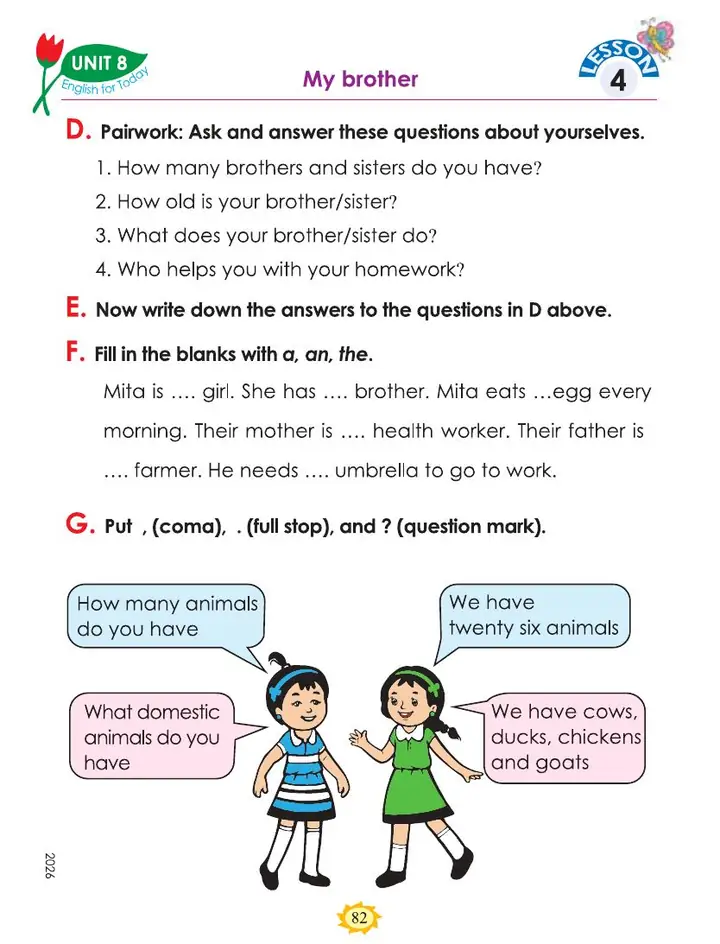 UNIT 8
English for Today
My brother
LESSON
4
D. Pairwork: Ask and answer these questions about yourselves.
1. How many brothers and sisters do you have?
2. How old is your brother/sister?
3. What does your brother/sister do?
4. Who helps you with your homework?
E. Now write down the answers to the questions in D above.
F. Fill in the blanks with a, an, the.
Mita is .... girl. She has .... brother. Mita eats ...egg every
morning. Their mother is .... health worker. Their father is
.... farmer. He needs .... umbrella to go to work.
G. Put , (coma), . (full stop), and ? (question mark).
How many animals
do you have
We have
twenty six animals
What domestic
animals do you
have
We have cows,
ducks, chickens
and goats
2026
82